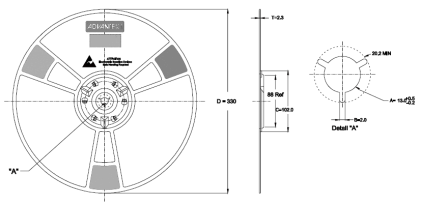 ADVANTEK
T=2.3
D = 330
88 Ref
C=102.0
20.2 MIN
A= 13.0 +0.5 -0.2
B=2.0
Detail "A"
"A"